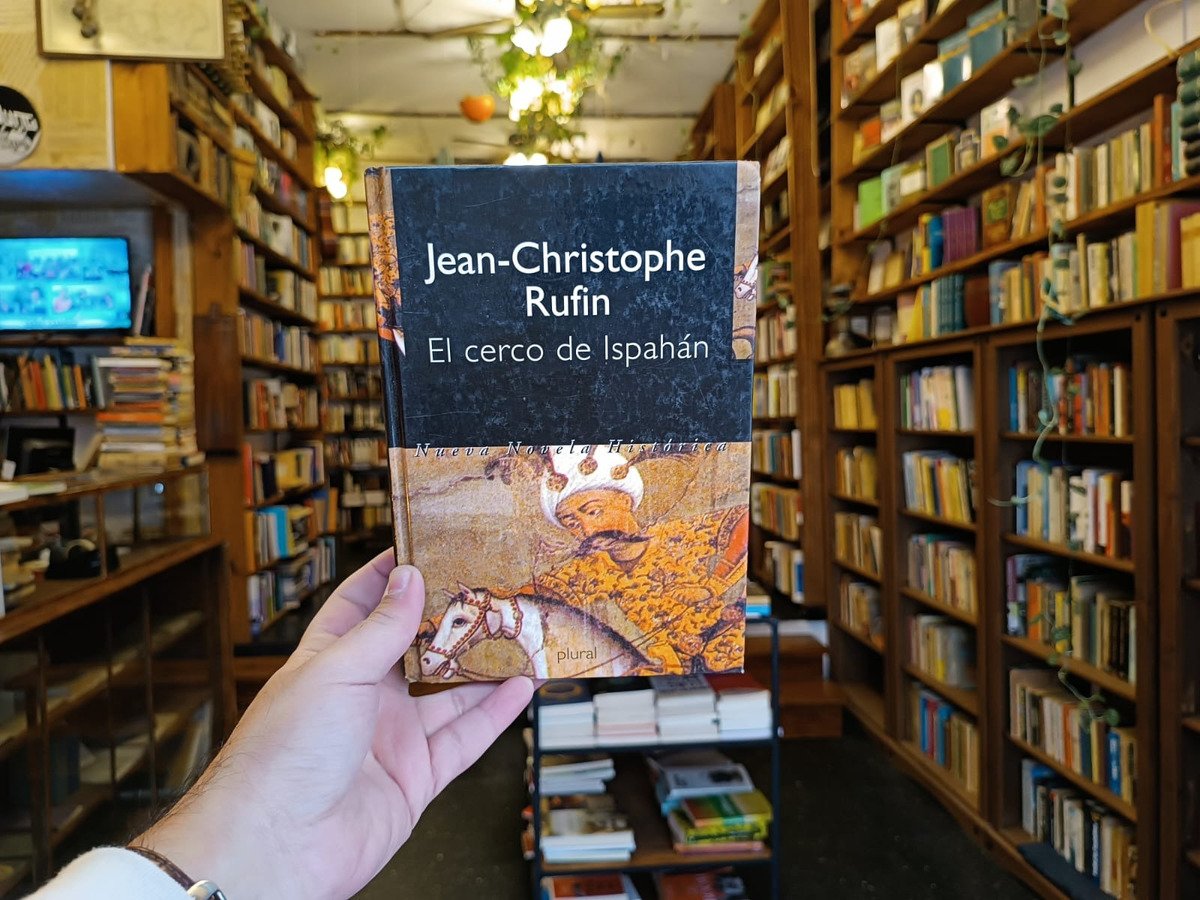 Jean-Christophe
Rufin
El cerco de Ispahán
Nueva Novela Histórica
plural